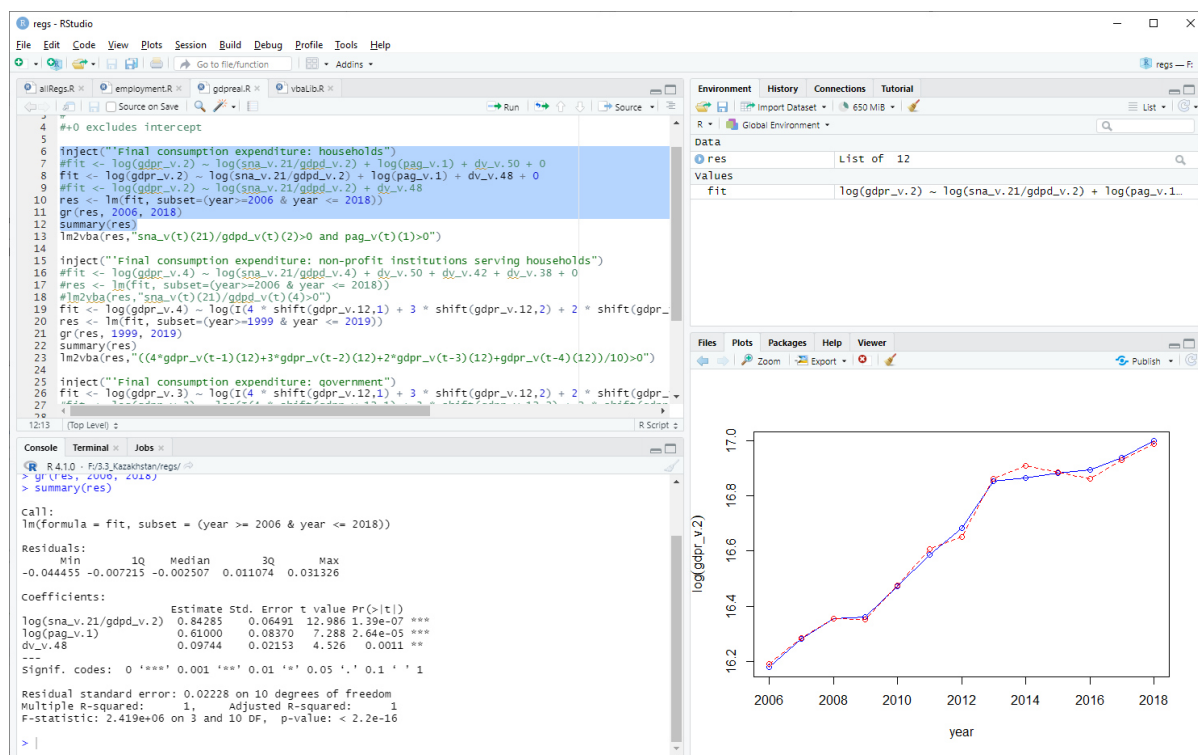 regs - RStudio
File Edit Code View Plots Session Build Debug Profile Tools Help
Go to file/function
Addins
regs — F:
allRegs.R
employment.R
gdpreal.R
vbaLib.R
Source on Save
Run
Source
4 #+0 excludes intercept
5
6 inject("'Final consumption expenditure: households")
7 #fit <- log(gdpr_v.2) ~ log(sna_v.21/gdpd_v.2) + log(pag_v.1) + dv_v.50 + 0
8 fit <- log(gdpr_v.2) ~ log(sna_v.21/gdpd_v.2) + log(pag_v.1) + dv_v.48 + 0
9 #fit <- log(gdpr_v.2) ~ log(sna_v.21/gdpd_v.2) + dv_v.48
10 res <- lm(fit, subset=(year>=2006 & year <= 2018))
11 gr(res, 2006, 2018)
12 summary(res)
13 lm2vba(res,"sna_v(t)(21)/gdpd_v(t)(2)>0 and pag_v(t)(1)>0")
14
15 inject("'Final consumption expenditure: non-profit institutions serving households")
16 #fit <- log(gdpr_v.4) ~ log(sna_v.21/gdpd_v.4) + dv_v.50 + dv_v.42 + dv_v.38 + 0
17 #res <- lm(fit, subset=(year>=2006 & year <= 2018))
18 #lm2vba(res,"sna_v(t)(21)/gdpd_v(t)(4)>0")
19 fit <- log(gdpr_v.4) ~ log(I(4 * shift(gdpr_v.12,1) + 3 * shift(gdpr_v.12,2) + 2 * shift(gdpr_
20 res <- lm(fit, subset=(year>=1999 & year <= 2019))
21 gr(res, 1999, 2019)
22 summary(res)
23 lm2vba(res,"((4*gdpr_v(t-1)(12)+3*gdpr_v(t-2)(12)+2*gdpr_v(t-3)(12)+gdpr_v(t-4)(12))/10)>0")
24
25 inject("'Final consumption expenditure: government")
26 fit <- log(gdpr_v.3) ~ log(I(4 * shift(gdpr_v.12,1) + 3 * shift(gdpr_v.12,2) + 2 * shift(gdpr_
27
28
12:13 (Top Level) R Script
Console Terminal Jobs
R 4.1.0 · F:/3.3_Kazakhstan/regs/
> gr(res, 2006, 2018)
> summary(res)
Call:
lm(formula = fit, subset = (year >= 2006 & year <= 2018))
Residuals:
Min 1Q Median 3Q Max
-0.044455 -0.007215 -0.002507 0.011074 0.031326
Coefficients:
Estimate Std. Error t value Pr(>|t|)
log(sna_v.21/gdpd_v.2) 0.84285 0.06491 12.986 1.39e-07 ***
log(pag_v.1) 0.61000 0.08370 7.288 2.64e-05 ***
dv_v.48 0.09744 0.02153 4.526 0.0011 **
---
Signif. codes: 0 ‘***’ 0.001 ‘**’ 0.01 ‘*’ 0.05 ‘.’ 0.1 ‘ ’ 1
Residual standard error: 0.02228 on 10 degrees of freedom
Multiple R-squared: 1, Adjusted R-squared: 1
F-statistic: 2.419e+06 on 3 and 10 DF, p-value: < 2.2e-16
>
Environment History Connections Tutorial
Import Dataset 650 MiB List
R Global Environment
Data
res List of 12
Values
fit log(gdpr_v.2) ~ log(sna_v.21/gdpd_v.2) + log(pag_v.1…
Files Plots Packages Help Viewer
Zoom Export Publish
log(gdpr_v.2)
17.0
16.8
16.6
16.4
16.2
2006 2008 2010 2012 2014 2016 2018
year